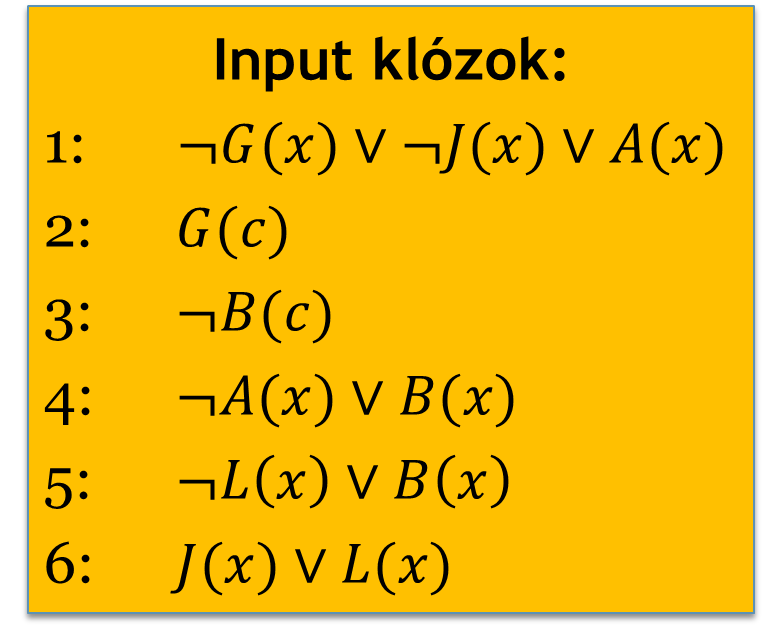 Input klózok:
1: ¬G(x) ∨ ¬J(x) ∨ A(x)
2: G(c)
3: ¬B(c)
4: ¬A(x) ∨ B(x)
5: ¬L(x) ∨ B(x)
6: J(x) ∨ L(x)